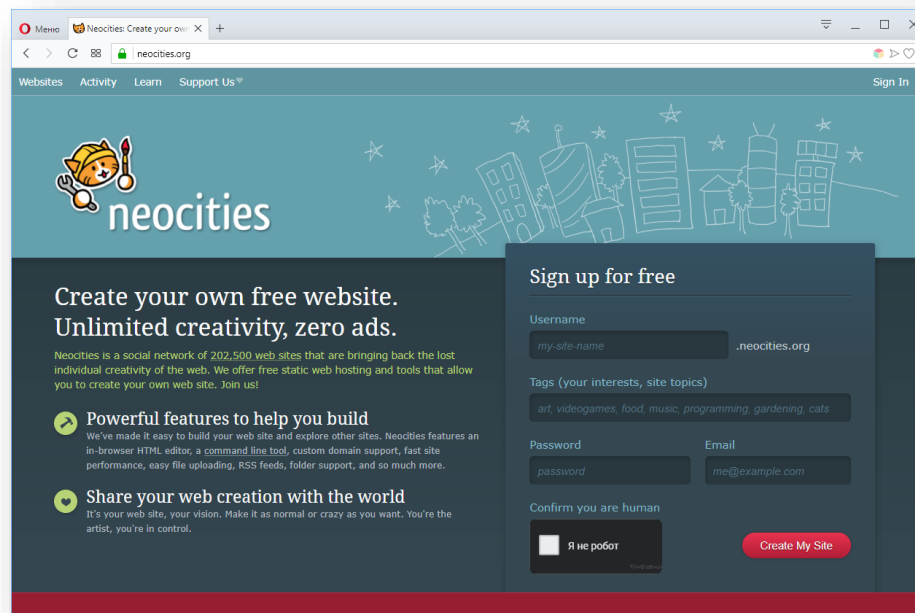 Меню
Neocities: Create your own
neocities.org
Websites Activity Learn Support Us
Sign In
neocities
Create your own free website.
Unlimited creativity, zero ads.
Neocities is a social network of 202,500 web sites that are bringing back the lost
individual creativity of the web. We offer free static web hosting and tools that allow
you to create your own web site. Join us!
Powerful features to help you build
We've made it easy to build your web site and explore other sites. Neocities features an
in-browser HTML editor, a command line tool, custom domain support, fast site
performance, easy file uploading, RSS feeds, folder support, and so much more.
Share your web creation with the world
It's your web site, your vision. Make it as normal or crazy as you want. You're the
artist, you're in control.
Sign up for free
Username
my-site-name .neocities.org
Tags (your interests, site topics)
art, videogames, food, music, programming, gardening, cats
Password Email
password me@example.com
Confirm you are human
Я не робот
Create My Site